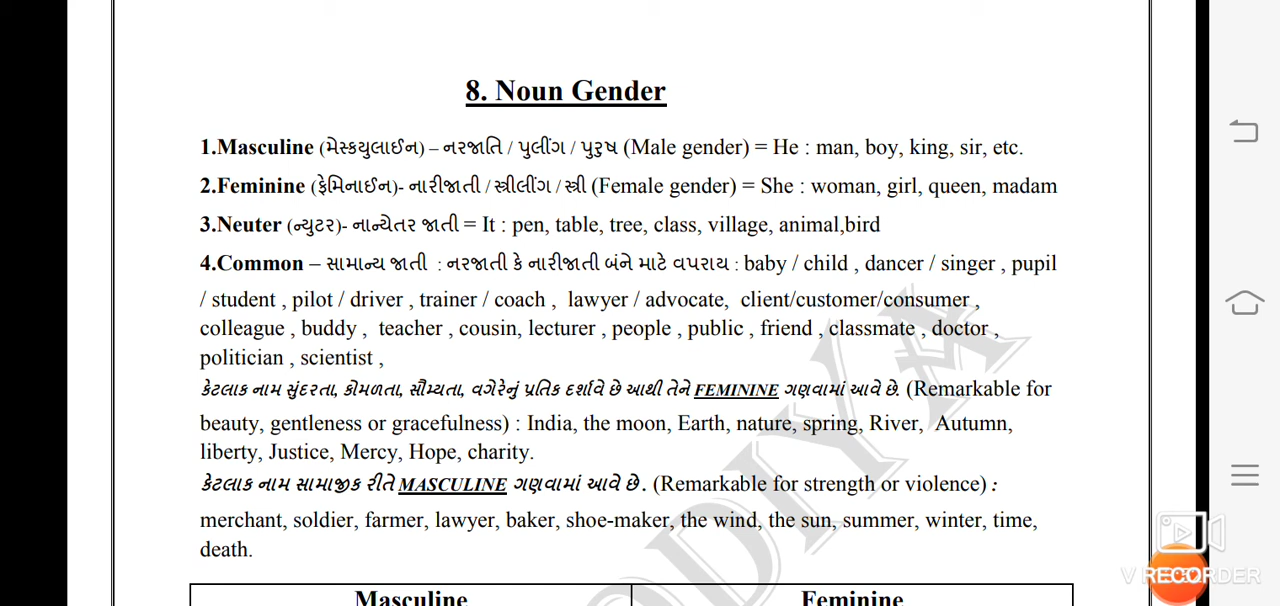 8. Noun Gender
1.Masculine (મેસ્ક્યુલાઈન) – નરજાતિ / પુલીંગ / પુરુષ (Male gender) = He : man, boy, king, sir, etc.
2.Feminine (ફેમિનાઈન)- નારીજાતી / સ્ત્રીલીંગ / સ્ત્રી (Female gender) = She : woman, girl, queen, madam
3.Neuter (ન્યુટર)- નાન્યેતર જાતી = It : pen, table, tree, class, village, animal,bird
4.Common – સામાન્ય જાતી : નરજાતી કે નારીજાતી બંને માટે વપરાય : baby / child , dancer / singer , pupil
/ student , pilot / driver , trainer / coach , lawyer / advocate, client/customer/consumer ,
colleague , buddy , teacher , cousin, lecturer , people , public , friend , classmate , doctor ,
politician , scientist ,
કેટલાક નામ સુંદરતા, કોમળતા, સૌમ્યતા, વગેરેનું પ્રતિક દર્શાવે છે આથી તેને FEMININE ગણવામાં આવે છે. (Remarkable for
beauty, gentleness or gracefulness) : India, the moon, Earth, nature, spring, River, Autumn,
liberty, Justice, Mercy, Hope, charity.
કેટલાક નામ સામાજીક રીતે MASCULINE ગણવામાં આવે છે. (Remarkable for strength or violence) :
merchant, soldier, farmer, lawyer, baker, shoe-maker, the wind, the sun, summer, winter, time,
death.
Masculine Feminine
V RECORDER